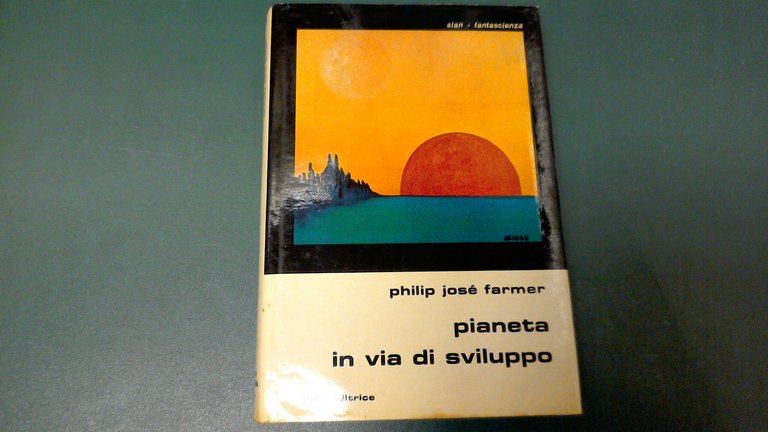 slan • fantascienza
philip josé farmer
pianeta
in via di sviluppo